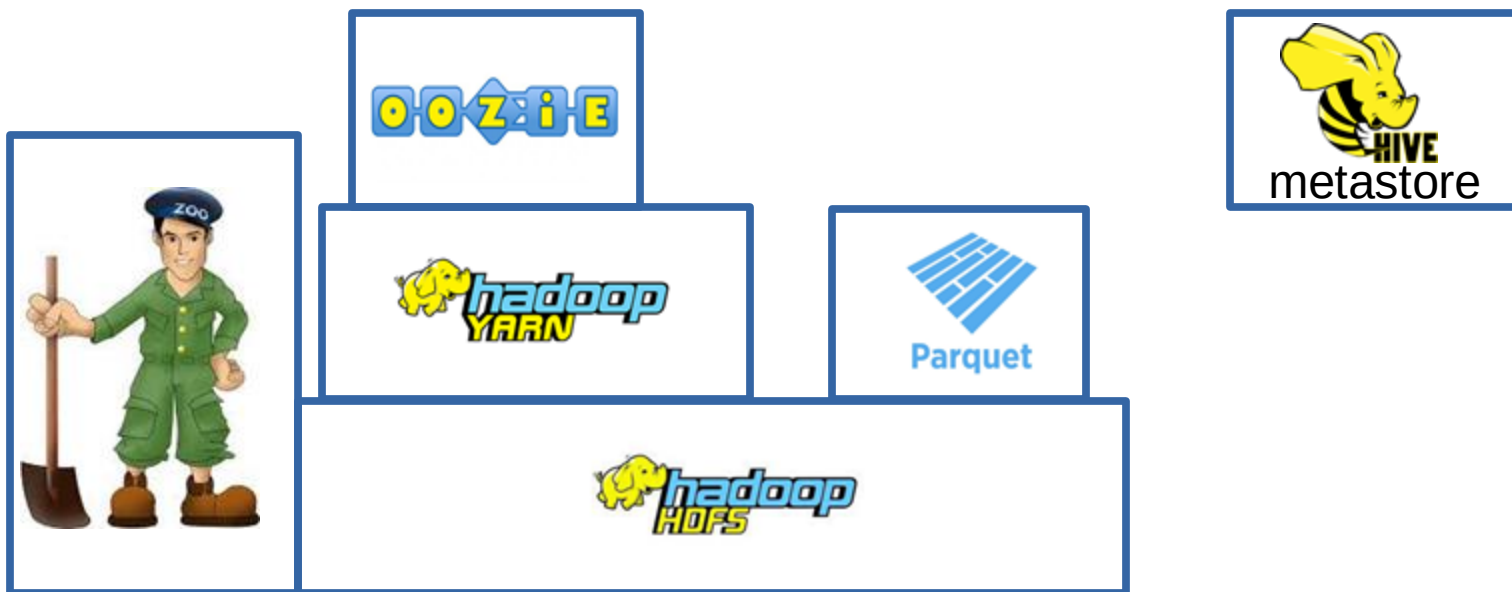 OOZiE
HIVE
metastore
ZOO
hadoop
YARN
Parquet
hadoop
HDFS